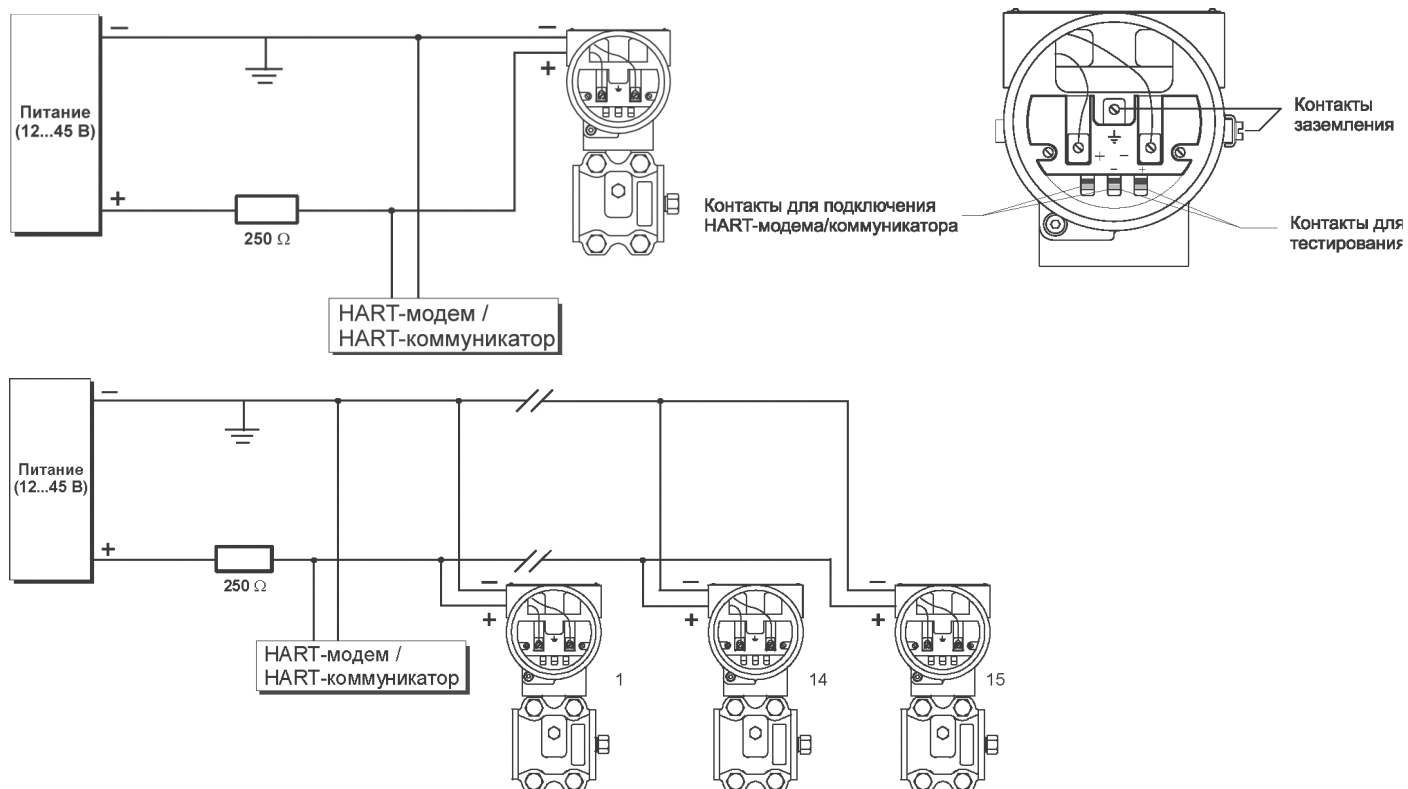 Питание
(12...45 В)
−
+
250 Ω
−
+
HART-модем /
HART-коммуникатор
Контакты
заземления
+ −
− +
Контакты для подключения
HART-модема/коммуникатора
Контакты для
тестирования
Питание
(12...45 В)
−
+
250 Ω
HART-модем /
HART-коммуникатор
−
+
1
−
+
14
−
+
15